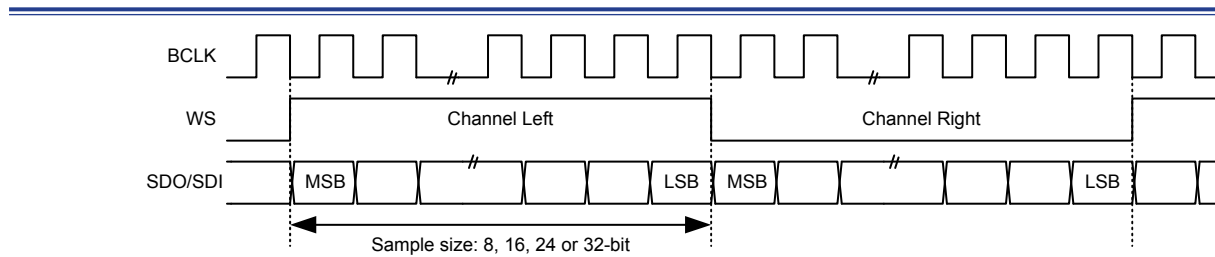 BCLK
WS Channel Left Channel Right
SDO/SDI MSB LSB MSB LSB
Sample size: 8, 16, 24 or 32-bit